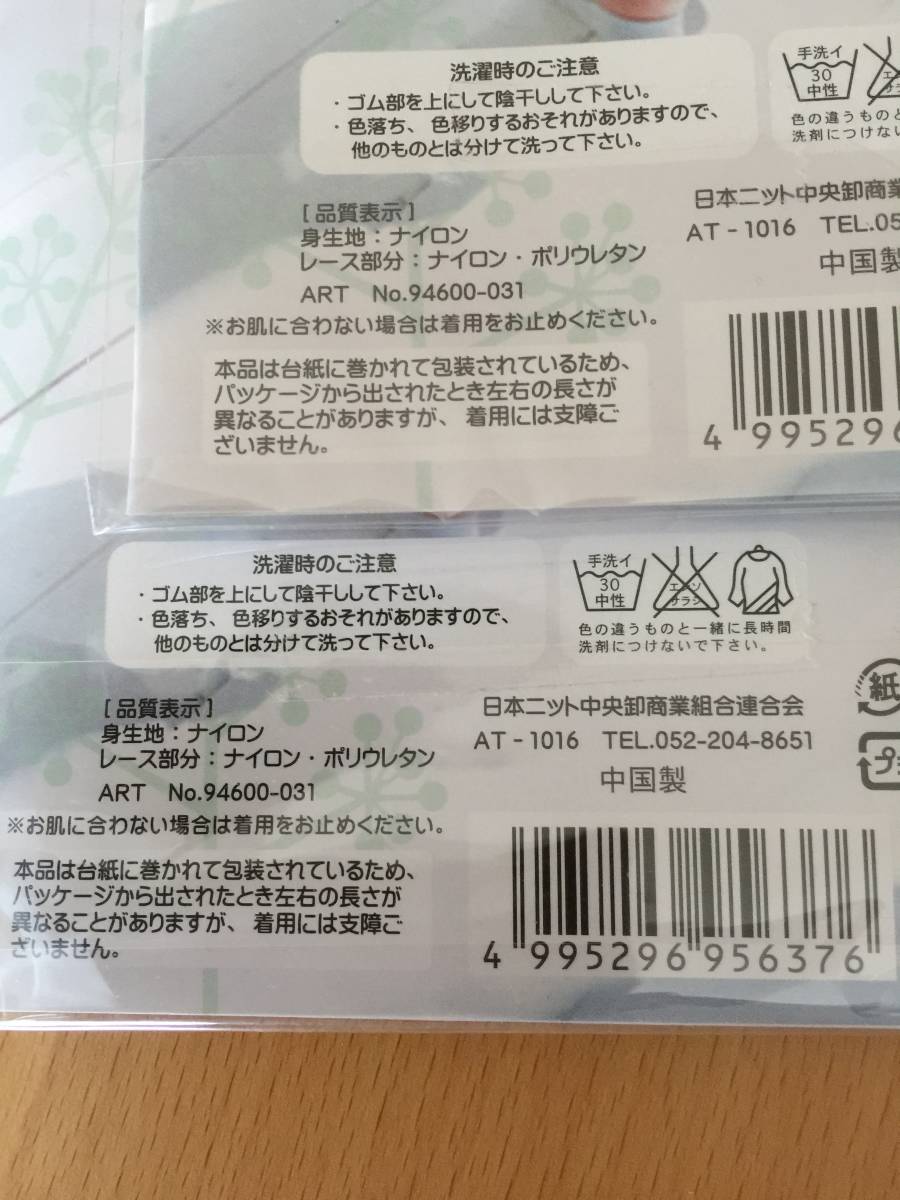 洗濯時のご注意
・ゴム部を上にして陰干しして下さい。
・色落ち、色移りするおそれがありますので、
他のものとは分けて洗って下さい。
手洗イ
30
中性
色の違うものと
洗剤につけない
[品質表示]
身生地:ナイロン
レース部分:ナイロン・ポリウレタン
ART No.94600-031
※お肌に合わない場合は着用をお止めください。
日本ニット中央卸商業
AT-1016 TEL.05
中国製
本品は台紙に巻かれて包装されているため、
パッケージから出されたとき左右の長さが
異なることがありますが、着用には支障ご
ざいません。
4 995296
洗濯時のご注意
・ゴム部を上にして陰干しして下さい。
・色落ち、色移りするおそれがありますので、
他のものとは分けて洗って下さい。
手洗イ
30
中性
エンソ
サラシ
色の違うものと一緒に長時間
洗剤につけないで下さい。
[品質表示]
身生地:ナイロン
レース部分:ナイロン・ポリウレタン
ART No.94600-031
※お肌に合わない場合は着用をお止めください。
日本ニット中央卸商業組合連合会
AT-1016 TEL.052-204-8651
中国製
紙
プ
本品は台紙に巻かれて包装されているため、
パッケージから出されたとき左右の長さが
異なることがありますが、着用には支障ご
ざいません。
4 995296 956376